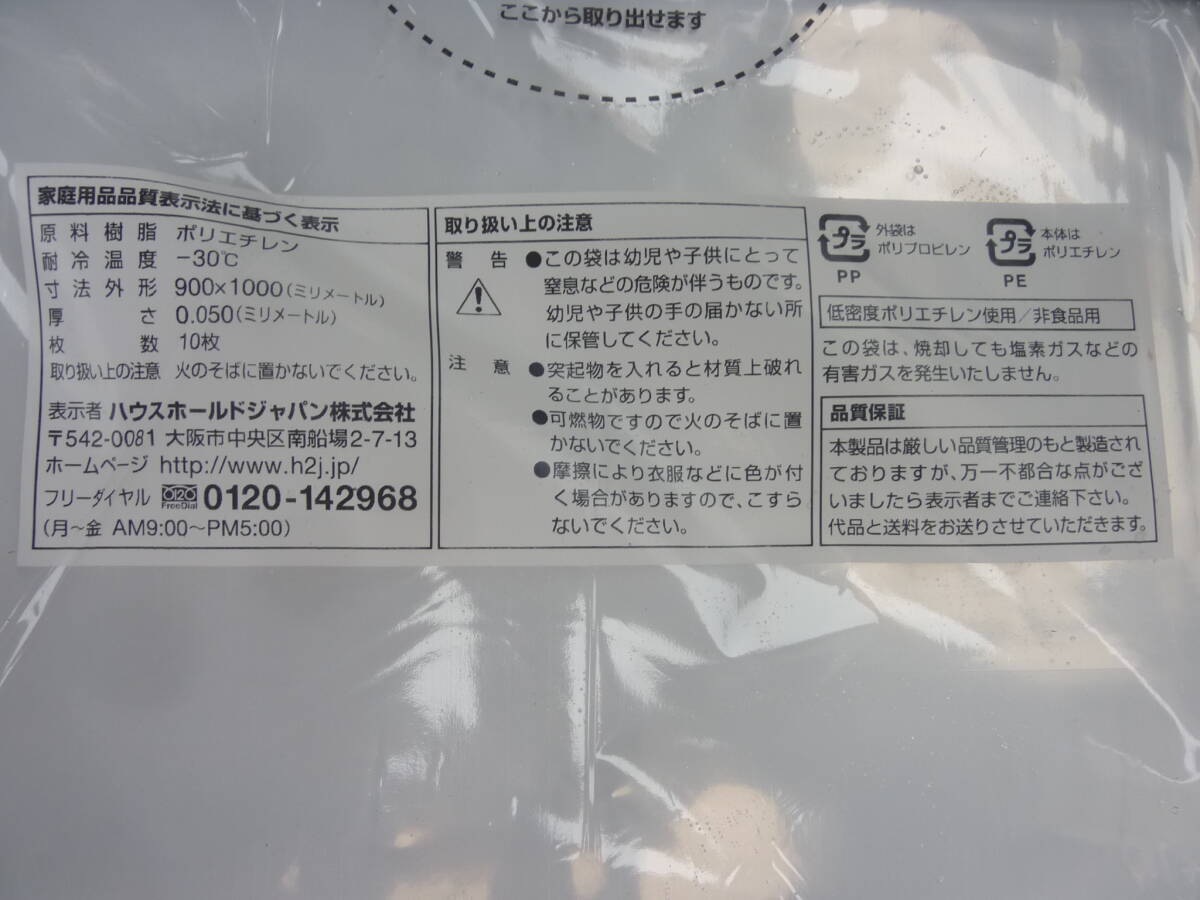 ここから取り出せます
家庭用品品質表示法に基づく表示
原料樹脂 ポリエチレン
耐冷温度 -30℃
寸法外形 900×1000(ミリメートル)
厚さ 0.050(ミリメートル)
枚数 10枚
取り扱い上の注意 火のそばに置かないでください。
表示者 ハウスホールドジャパン株式会社
〒542-0081 大阪市中央区南船場2-7-13
ホームページ http://www.h2j.jp/
フリーダイヤル 0120 FreeDial 0120-142968
(月～金 AM9:00～PM5:00)
取り扱い上の注意
警告 ●この袋は幼児や子供にとって
窒息などの危険が伴うものです。
幼児や子供の手の届かない所
に保管してください。
注意 ●突起物を入れると材質上破れ
ることがあります。
●可燃物ですので火のそばに置
かないでください。
●摩擦により衣服などに色が付
く場合がありますので、こすら
ないでください。
プラ 外袋は
ポリプロピレン
PP
プラ 本体は
ポリエチレン
PE
低密度ポリエチレン使用/非食品用
この袋は、焼却しても塩素ガスなどの
有害ガスを発生いたしません。
品質保証
本製品は厳しい品質管理のもと製造され
ておりますが、万一不都合な点がござ
いましたら表示者までご連絡下さい。
代品と送料をお送りさせていただきます。